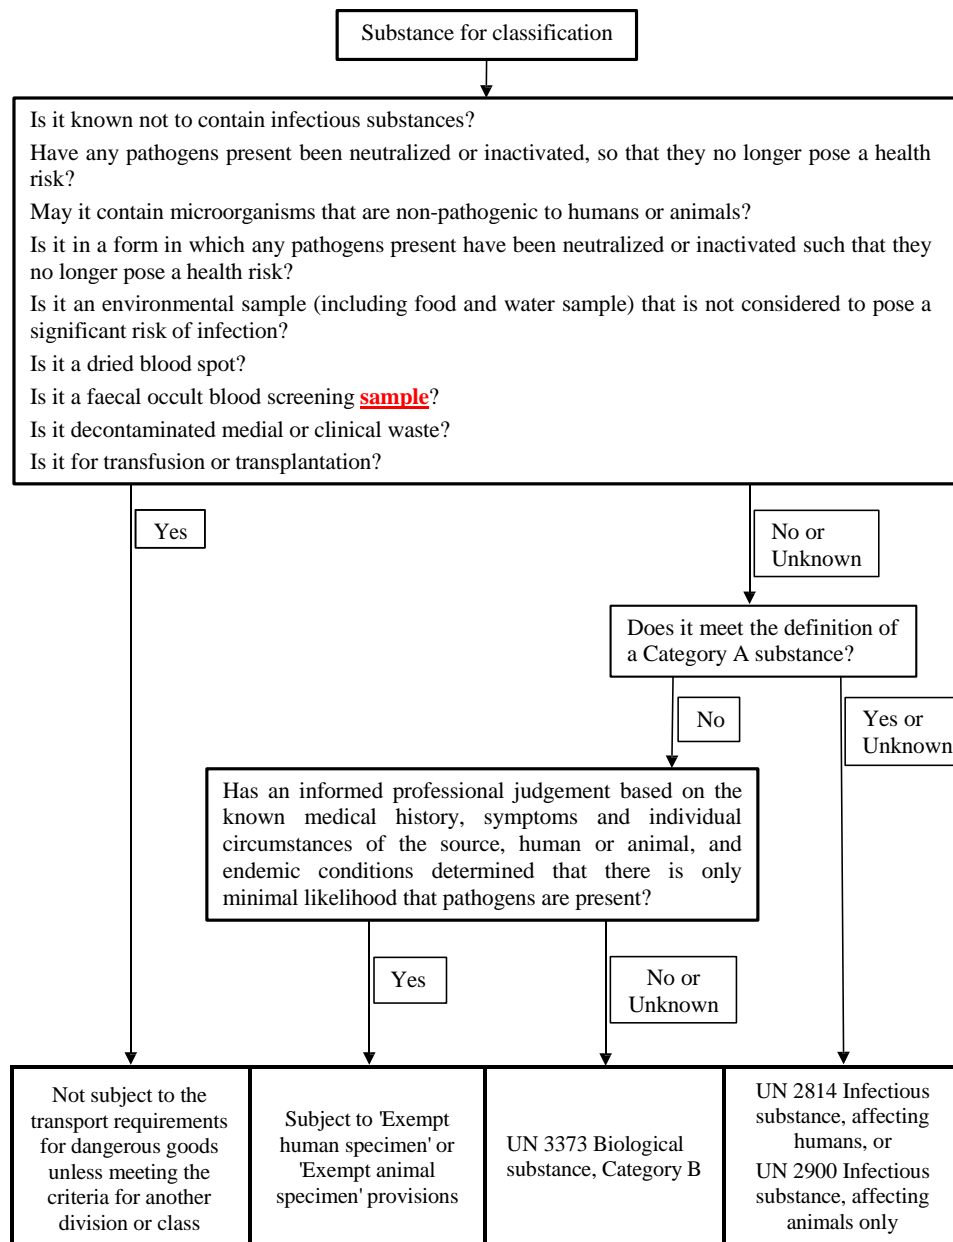 Substance for classification
Is it known not to contain infectious substances?
Have any pathogens present been neutralized or inactivated, so that they no longer pose a health
risk?
May it contain microorganisms that are non-pathogenic to humans or animals?
Is it in a form in which any pathogens present have been neutralized or inactivated such that they
no longer pose a health risk?
Is it an environmental sample (including food and water sample) that is not considered to pose a
significant risk of infection?
Is it a dried blood spot?
Is it a faecal occult blood screening sample?
Is it decontaminated medial or clinical waste?
Is it for transfusion or transplantation?
Yes
No or
Unknown
Does it meet the definition of
a Category A substance?
No
Yes or
Unknown
Has an informed professional judgement based on the
known medical history, symptoms and individual
circumstances of the source, human or animal, and
endemic conditions determined that there is only
minimal likelihood that pathogens are present?
Yes
No or
Unknown
Not subject to the
transport requirements
for dangerous goods
unless meeting the
criteria for another
division or class
Subject to 'Exempt
human specimen' or
'Exempt animal
specimen' provisions
UN 3373 Biological
substance, Category B
UN 2814 Infectious
substance, affecting
humans, or
UN 2900 Infectious
substance, affecting
animals only